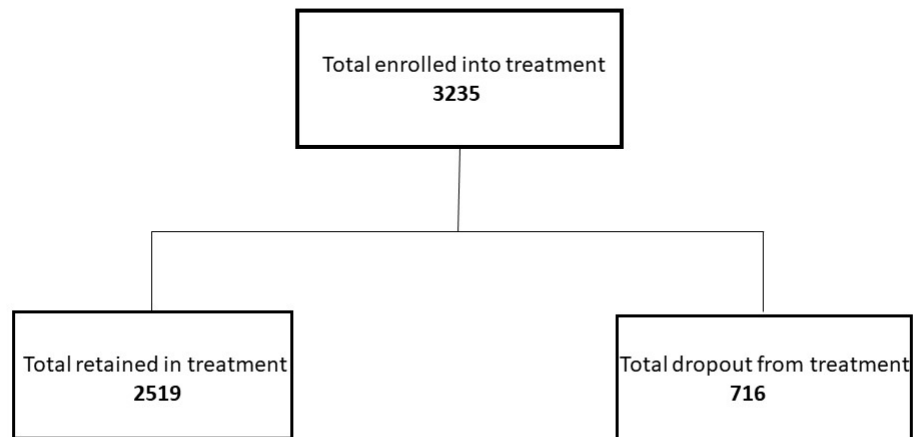 Total enrolled into treatment
3235
Total retained in treatment
2519
Total dropout from treatment
716